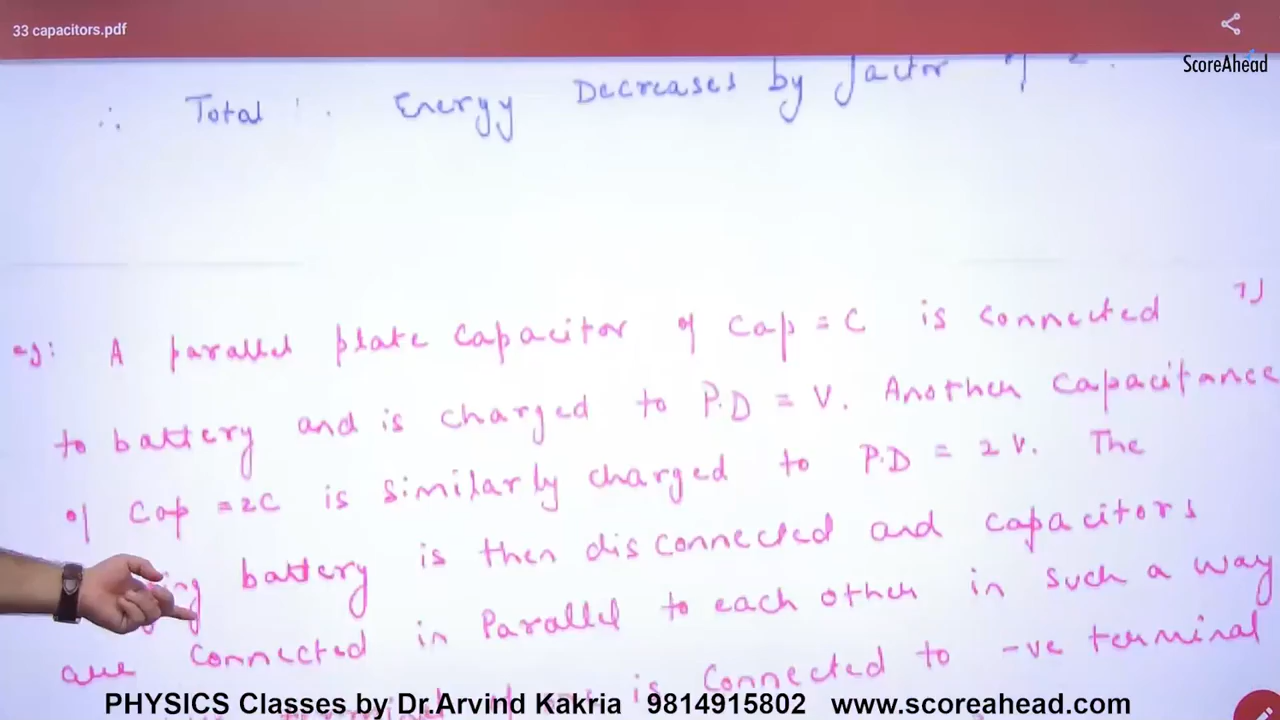 33 capacitors.pdf
ScoreAhead
∴ Total Energy Decreases by factor of 2.
eg: A parallel plate capacitor of Cap = C is connected
to battery and is charged to P.D = V. Another capacitance
of Cap = 2C is similarly charged to P.D = 2V. The
battery is then disconnected and capacitors
are connected in Parallel to each other in such a way
is connected to -ve terminal
PHYSICS Classes by Dr.Arvind Kakria 9814915802 www.scoreahead.com